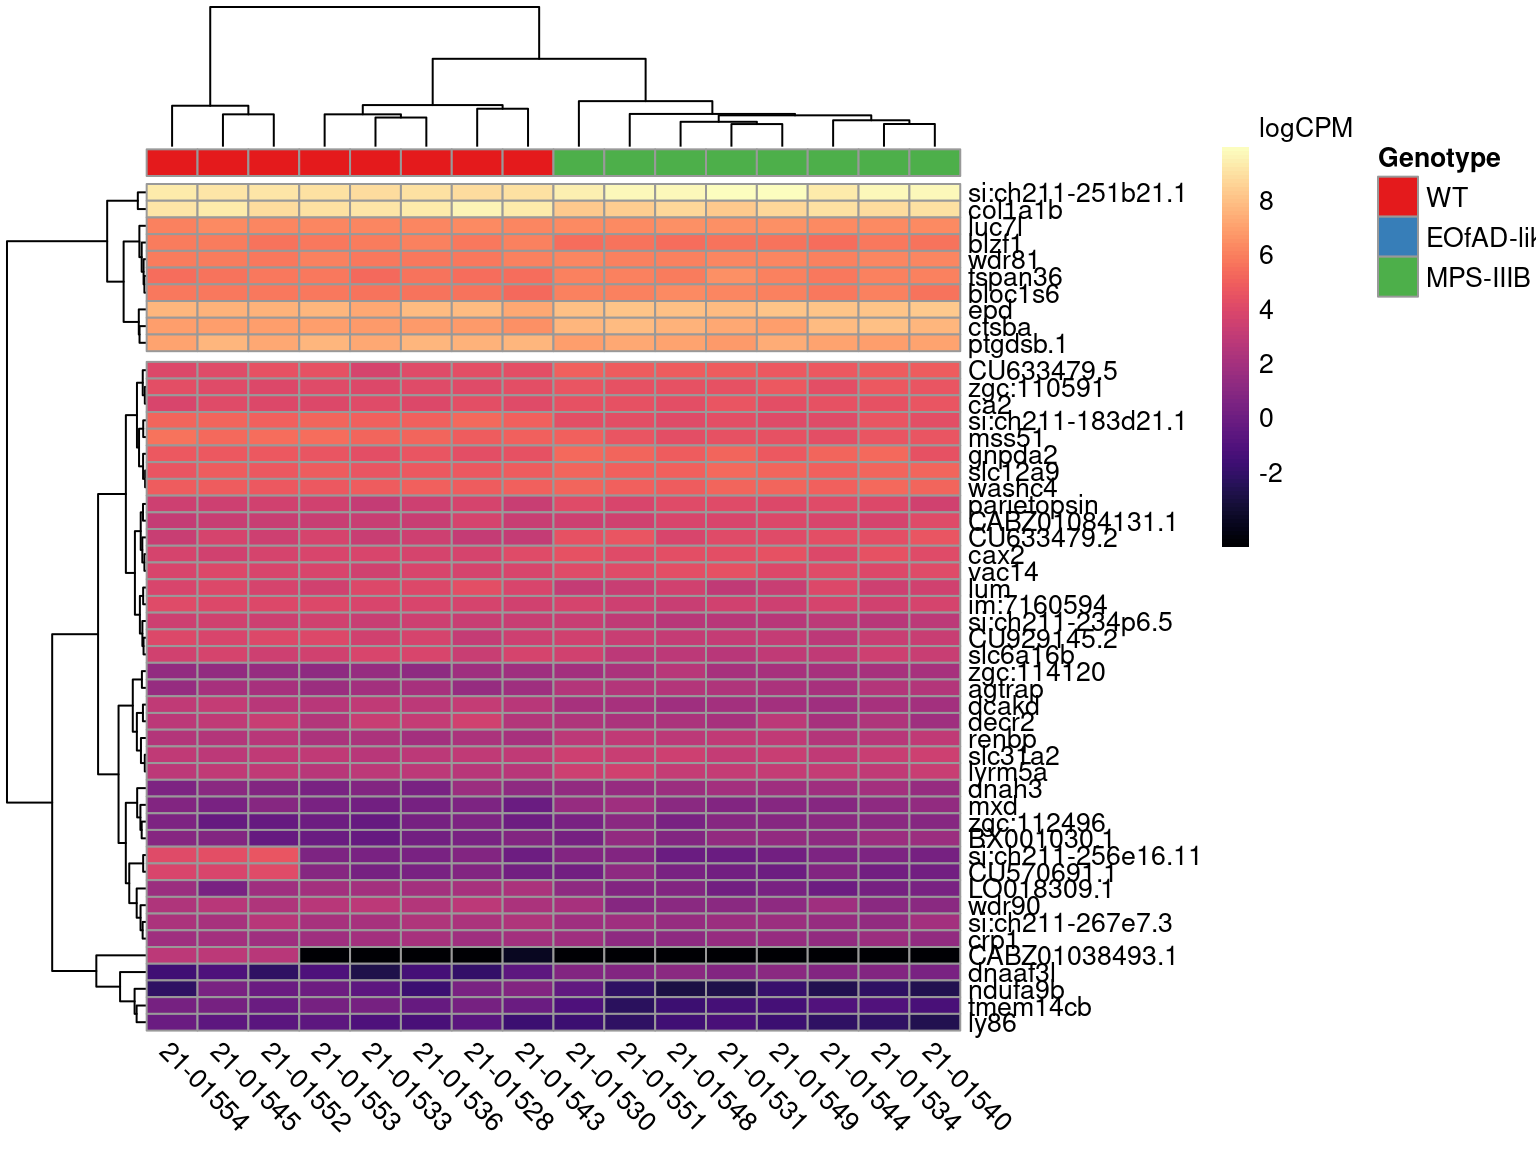 logCPM
8
6
4
2
0
-2
Genotype
WT
EOfAD-lik
MPS-IIIB
si:ch211-251b21.1
col1a1b
luc7l
blzf1
wdr81
tspan36
bloc1s6
epd
ctsba
ptgdsb.1
CU633479.5
zgc:110591
ca2
si:ch211-183d21.1
mss51
gnpda2
slc12a9
washc4
parietopsin
CABZ01084131.1
CU633479.2
cax2
vac14
lum
im:7160594
si:ch211-234p6.5
CU929145.2
slc6a16b
zgc:114120
agtrap
dcakd
decr2
renbp
slc31a2
lyrm5a
dnah3
mxd
zgc:112496
BX001030.1
si:ch211-256e16.11
CU570691.1
LO018309.1
wdr90
si:ch211-267e7.3
crp1
CABZ01038493.1
dnaaf3l
ndufa9b
tmem14cb
ly86
21-01554
21-01545
21-01552
21-01553
21-01533
21-01536
21-01528
21-01543
21-01530
21-01551
21-01548
21-01531
21-01549
21-01544
21-01534
21-01540